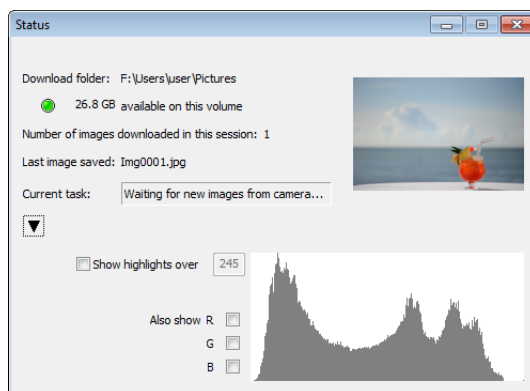 Status
Download folder: F:\Users\user\Pictures
26.8 GB available on this volume
Number of images downloaded in this session: 1
Last image saved: Img0001.jpg
Current task: Waiting for new images from camera...
Show highlights over 245
Also show R
G
B